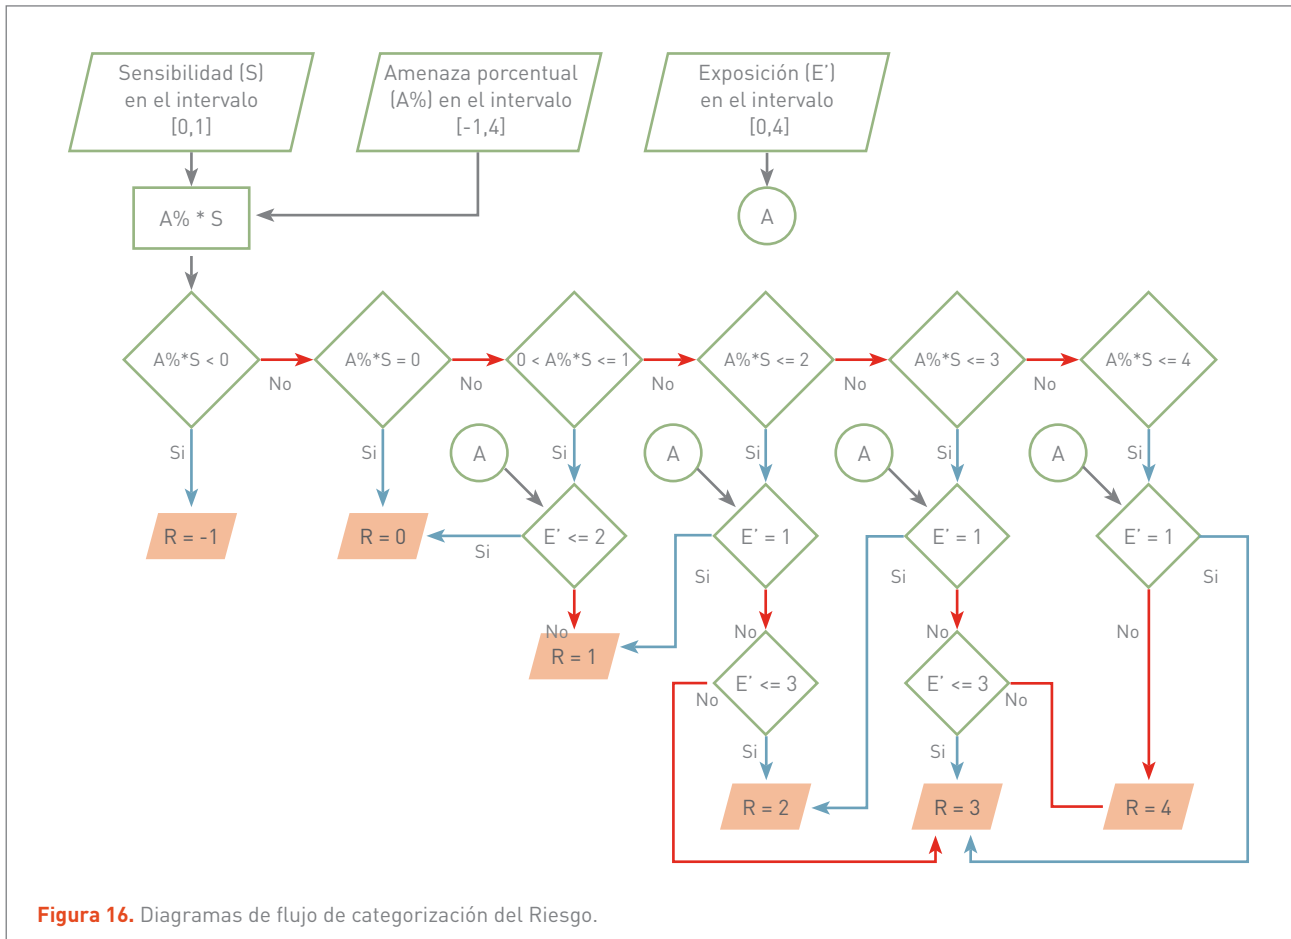 Sensibilidad (S)
en el intervalo
[0,1]
Amenaza porcentual
(A%) en el intervalo
[-1,4]
Exposición (E’)
en el intervalo
[0,4]
A% * S
A
A%*S < 0
No
A%*S = 0
No
0 < A%*S <= 1
No
A%*S <= 2
No
A%*S <= 3
No
A%*S <= 4
Si
Si
A
Si
A
Si
A
Si
A
Si
R = -1
R = 0
Si
E’ <= 2
E’ = 1
E’ = 1
E’ = 1
Si
Si
Si
No
R = 1
No
No
No
E’ <= 3
No
E’ <= 3
No
Si
Si
R = 2
R = 3
R = 4
Figura 16. Diagramas de flujo de categorización del Riesgo.